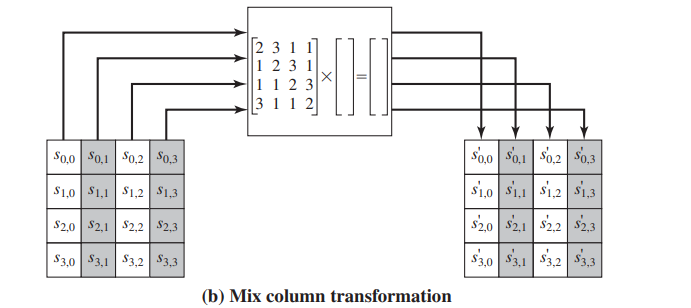 2 3 1 1
1 2 3 1
1 1 2 3
3 1 1 2
× =
s0,0 s0,1 s0,2 s0,3
s1,0 s1,1 s1,2 s1,3
s2,0 s2,1 s2,2 s2,3
s3,0 s3,1 s3,2 s3,3
s'0,0 s'0,1 s'0,2 s'0,3
s'1,0 s'1,1 s'1,2 s'1,3
s'2,0 s'2,1 s'2,2 s'2,3
s'3,0 s'3,1 s'3,2 s'3,3
(b) Mix column transformation